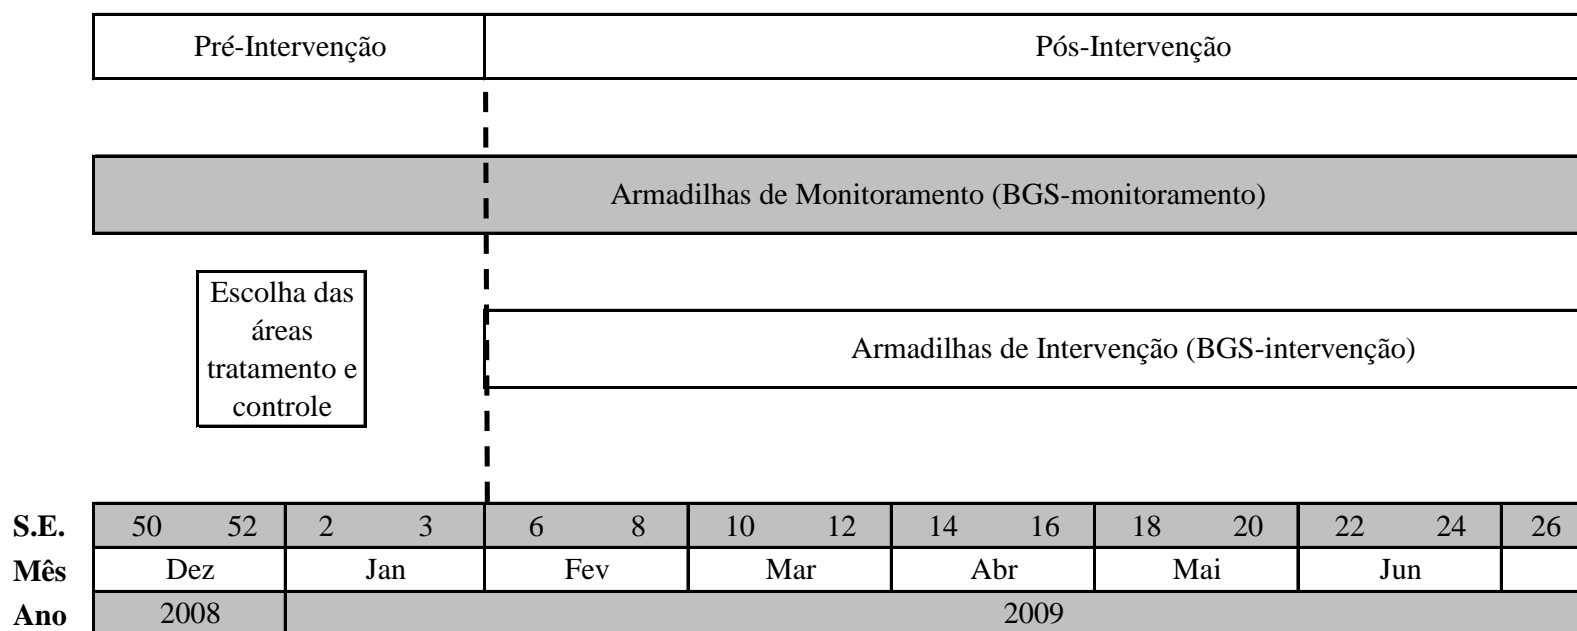 Pré-Intervenção Pós-Intervenção
Armadilhas de Monitoramento (BGS-monitoramento)
Escolha das
áreas
tratamento e
controle
Armadilhas de Intervenção (BGS-intervenção)
S.E. 50 52 2 3 6 8 10 12 14 16 18 20 22 24 26
Mês Dez Jan Fev Mar Abr Mai Jun
Ano 2008 2009